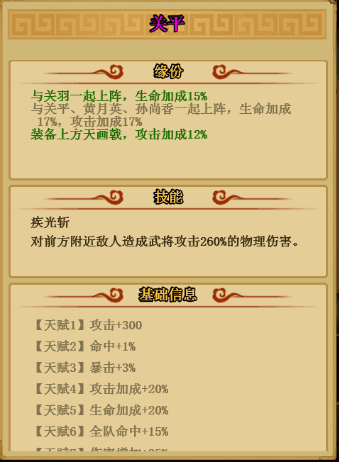 关平
缘份
与关羽一起上阵，生命加成15%
与关平、黄月英、孙尚香一起上阵，生命加成
17%，攻击加成17%
装备上方天画戟，攻击加成12%
技能
疾光斩
对前方附近敌人造成武将攻击260%的物理伤害。
基础信息
【天赋1】攻击+300
【天赋2】命中+1%
【天赋3】暴击+3%
【天赋4】攻击加成+20%
【天赋5】生命加成+20%
【天赋6】全队命中+15%